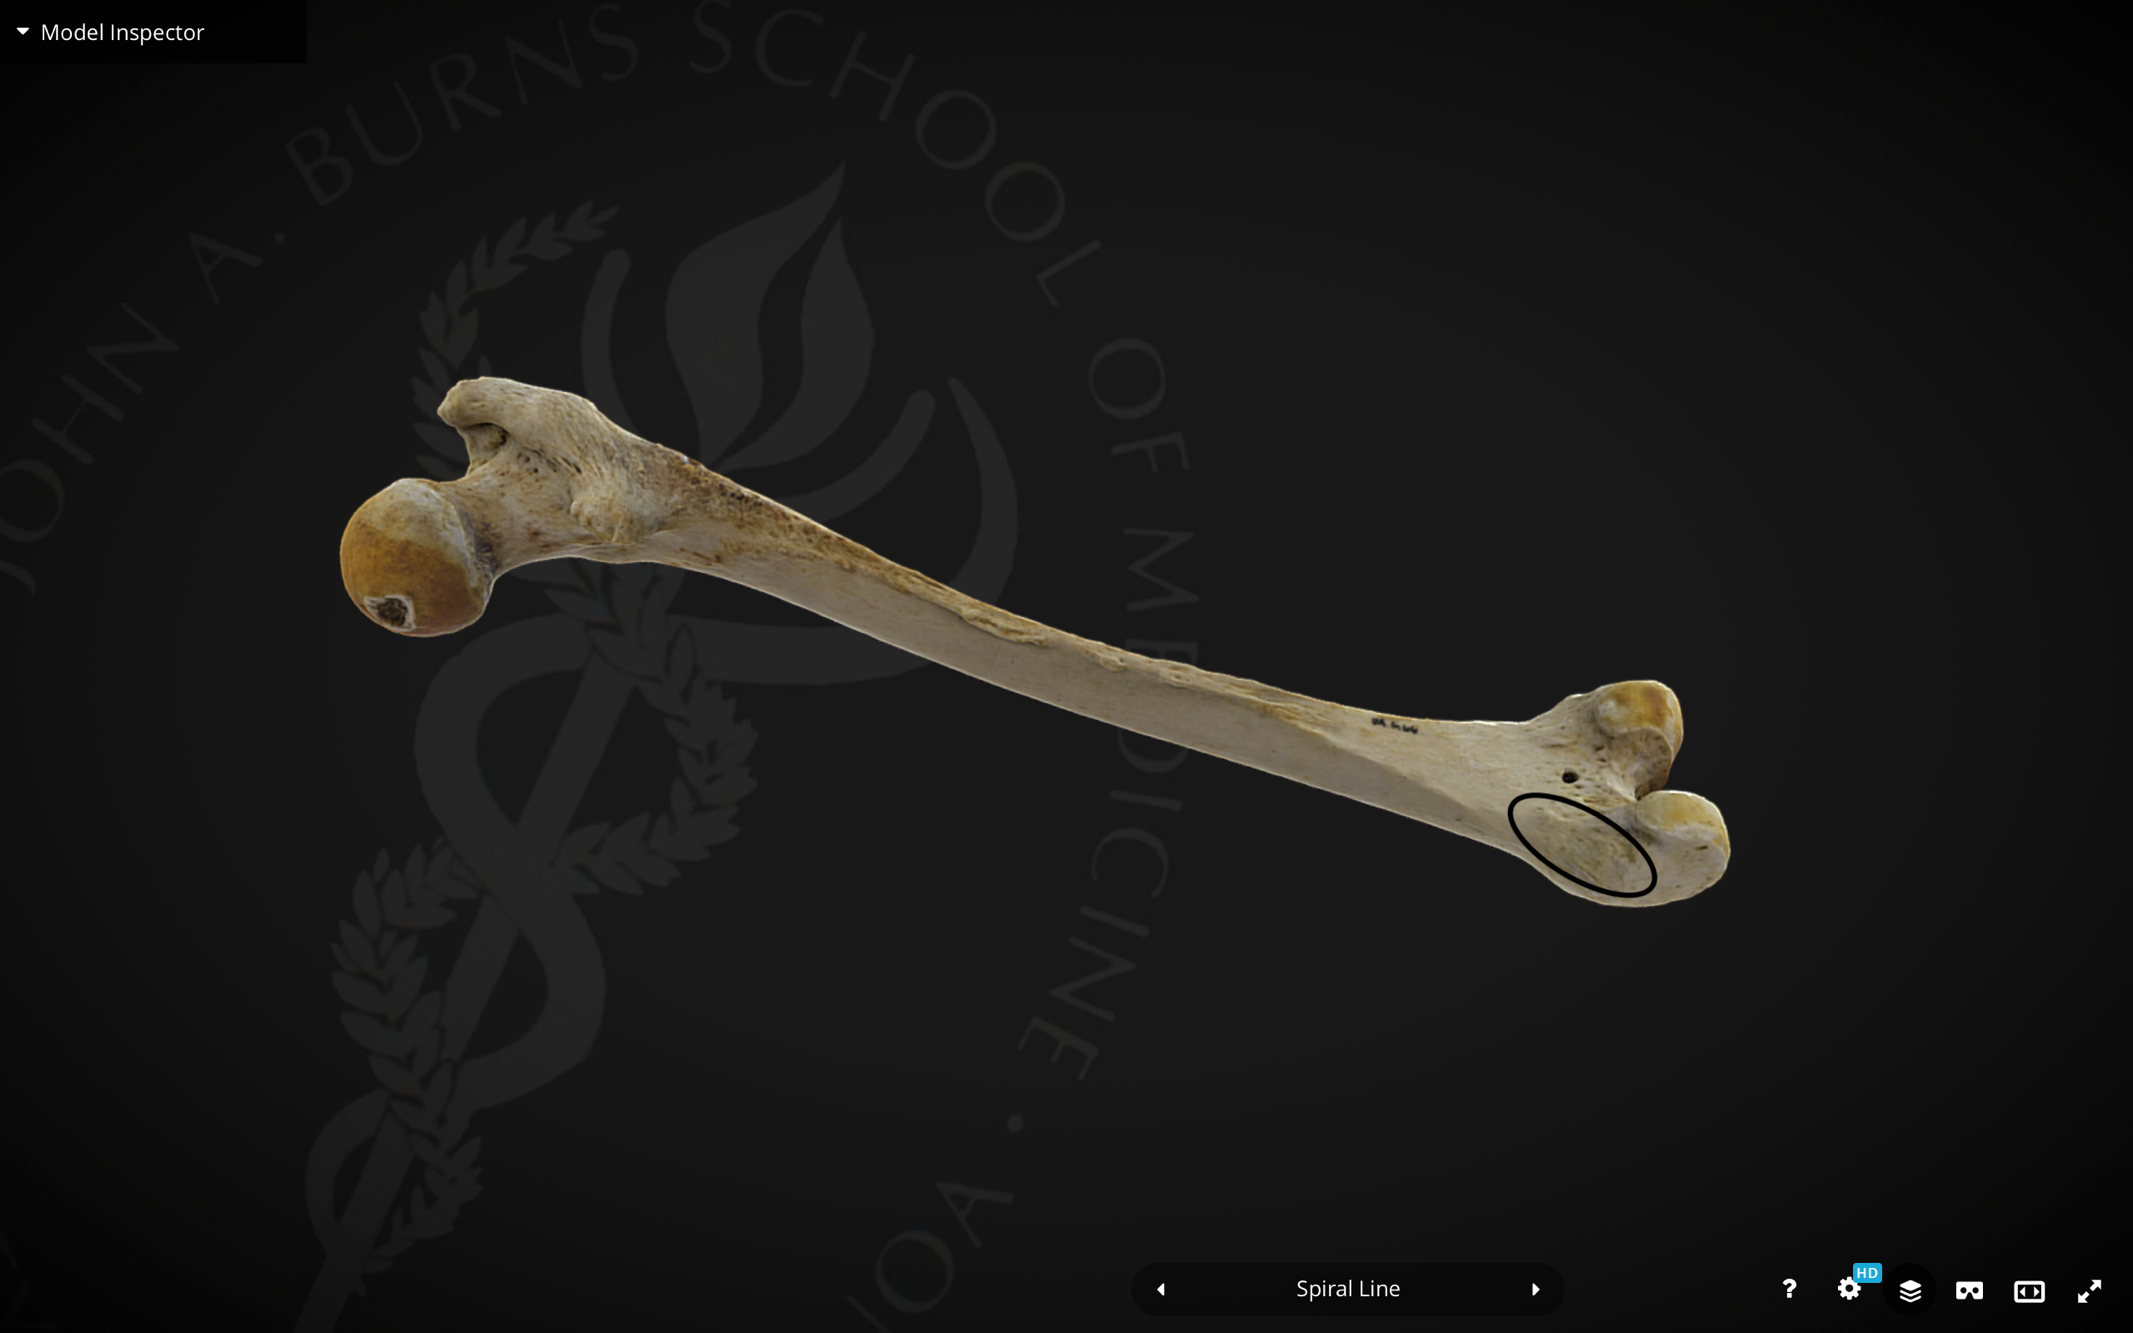 Model Inspector
JOHN A. BURNS SCHOOL OF MEDICINE
Spiral Line
?
HD